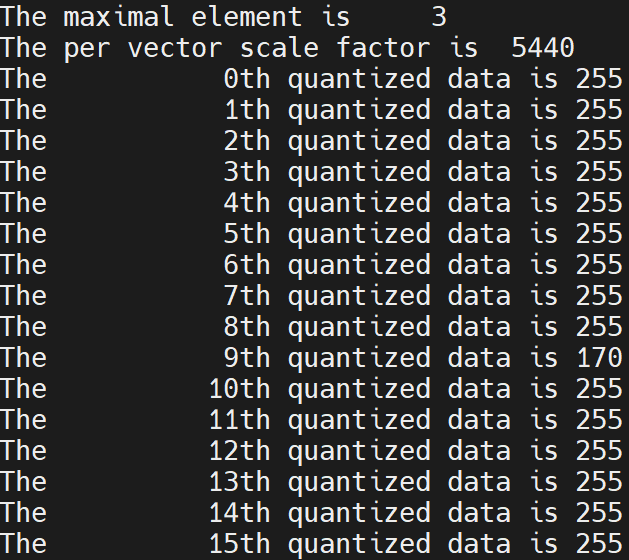 The maximal element is     3
The per vector scale factor is  5440
The           0th quantized data is 255
The           1th quantized data is 255
The           2th quantized data is 255
The           3th quantized data is 255
The           4th quantized data is 255
The           5th quantized data is 255
The           6th quantized data is 255
The           7th quantized data is 255
The           8th quantized data is 255
The           9th quantized data is 170
The          10th quantized data is 255
The          11th quantized data is 255
The          12th quantized data is 255
The          13th quantized data is 255
The          14th quantized data is 255
The          15th quantized data is 255